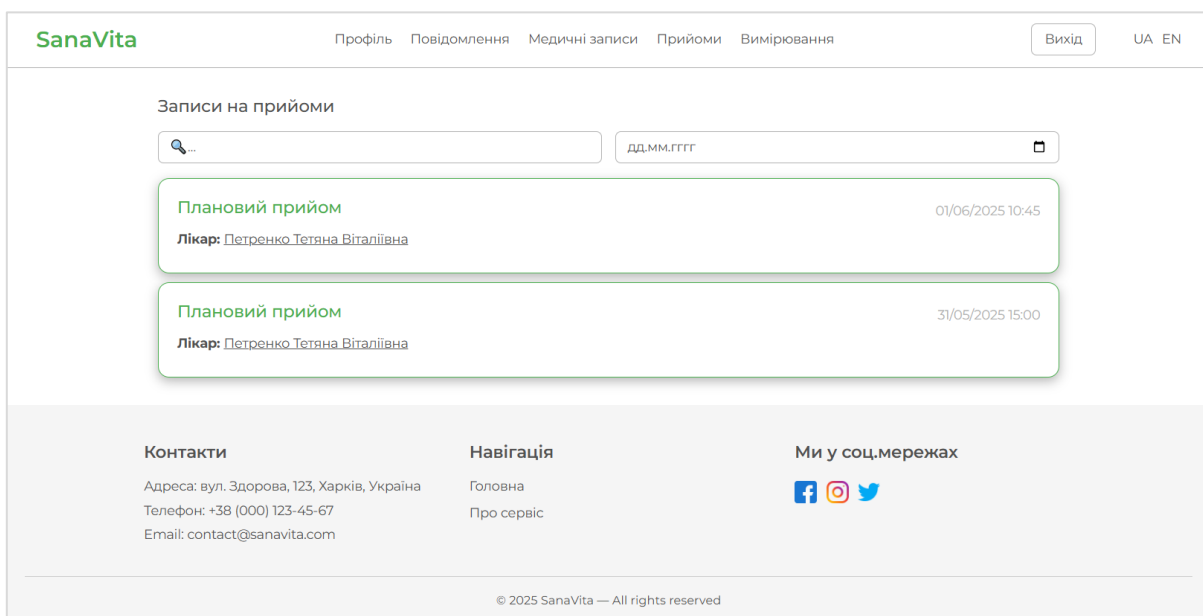 SanaVita
Профіль Повідомлення Медичні записи Прийоми Вимірювання
Вихід
UA EN
Записи на прийоми
...
дд.мм.гггг
Плановий прийом
01/06/2025 10:45
Лікар: Петренко Тетяна Віталіївна
Плановий прийом
31/05/2025 15:00
Лікар: Петренко Тетяна Віталіївна
Контакти
Адреса: вул. Здорова, 123, Харків, Україна
Телефон: +38 (000) 123-45-67
Email: contact@sanavita.com
Навігація
Головна
Про сервіс
Ми у соц.мережах
© 2025 SanaVita — All rights reserved